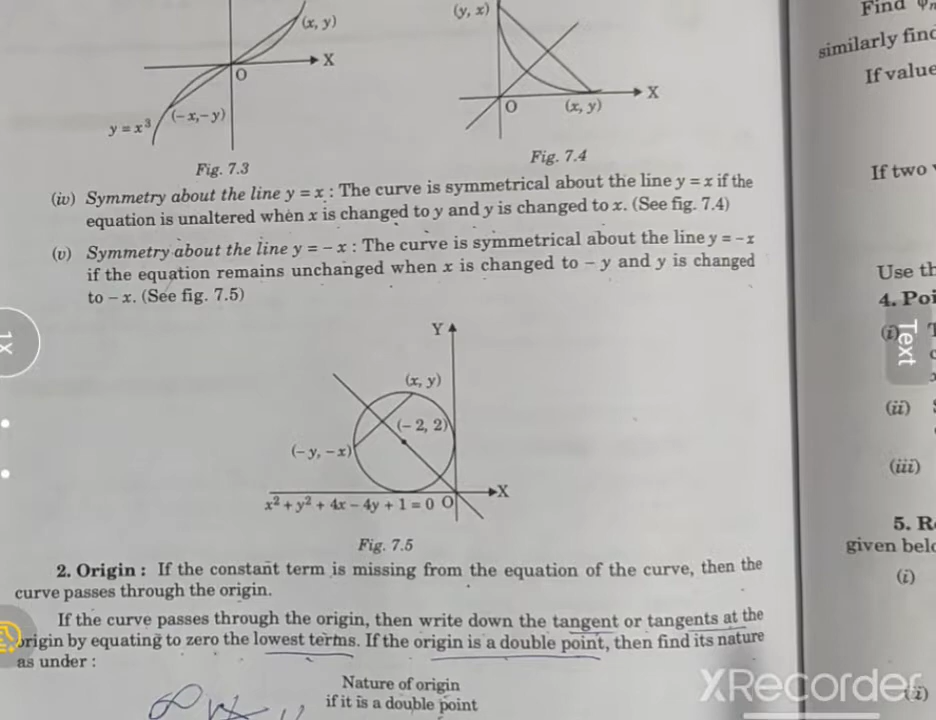 (x, y)
X
O
(– x,– y)
y = x³
Fig. 7.3
(y, x)
X
O
(x, y)
Fig. 7.4
(iv) Symmetry about the line y = x : The curve is symmetrical about the line y = x if the
equation is unaltered when x is changed to y and y is changed to x. (See fig. 7.4)
(v) Symmetry about the line y = – x : The curve is symmetrical about the line y = – x
if the equation remains unchanged when x is changed to – y and y is changed
to – x. (See fig. 7.5)
Y
(x, y)
(– 2, 2)
(– y, – x)
X
x² + y² + 4x – 4y + 1 = 0 O
Fig. 7.5
2. Origin : If the constant term is missing from the equation of the curve, then the
curve passes through the origin.
If the curve passes through the origin, then write down the tangent or tangents at the
origin by equating to zero the lowest terms. If the origin is a double point, then find its nature
as under :
Nature of origin
if it is a double point
Find
similarly find
If value
If two
Use
4.
(i)
(ii)
(iii)
5.
given
(i)
(ii)
1X
Text
XRecorder